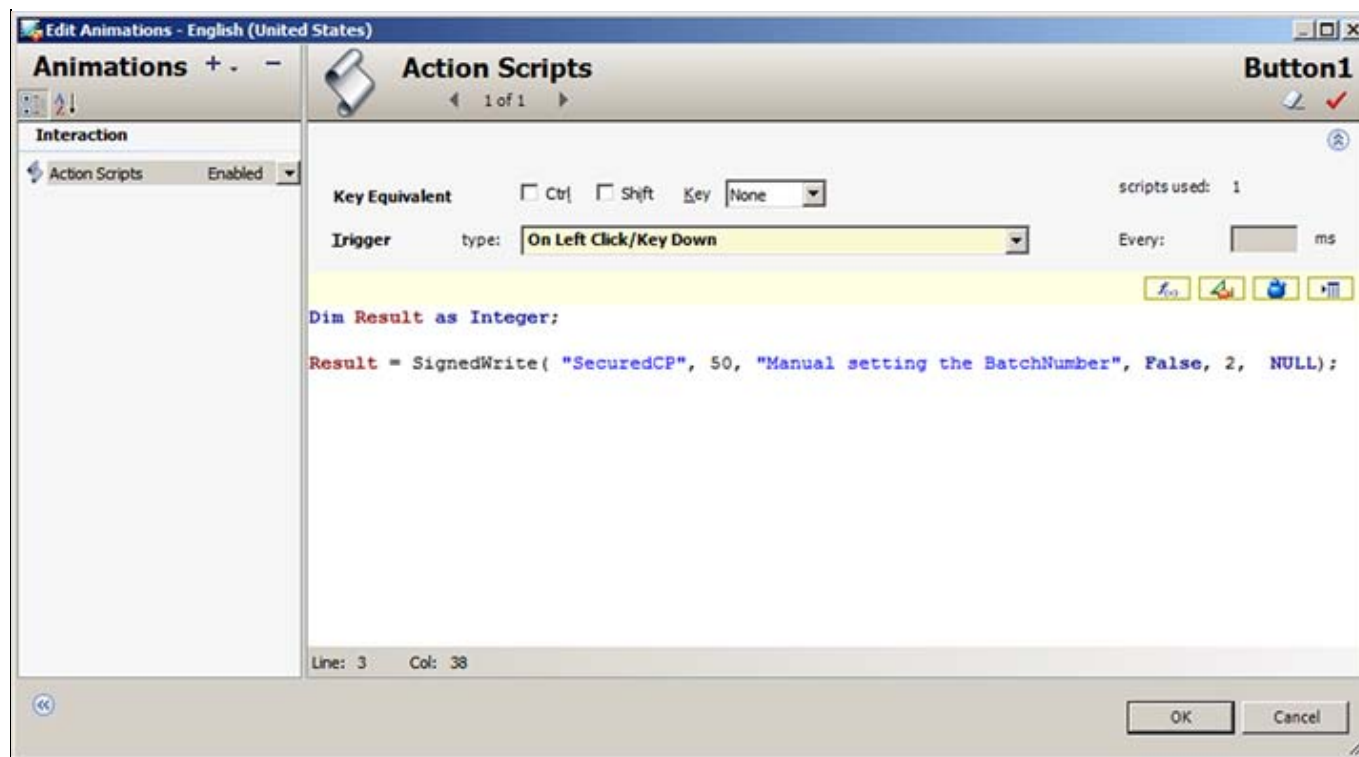 Edit Animations - English (United States)
Animations + - −
Action Scripts
Button1
1 of 1
Interaction
Action Scripts Enabled
Key Equivalent Ctrl Shift Key None scripts used: 1
Trigger type: On Left Click/Key Down Every: ms
Dim Result as Integer;
Result = SignedWrite( "SecuredCP", 50, "Manual setting the BatchNumber", False, 2, NULL);
Line: 3 Col: 38
OK Cancel